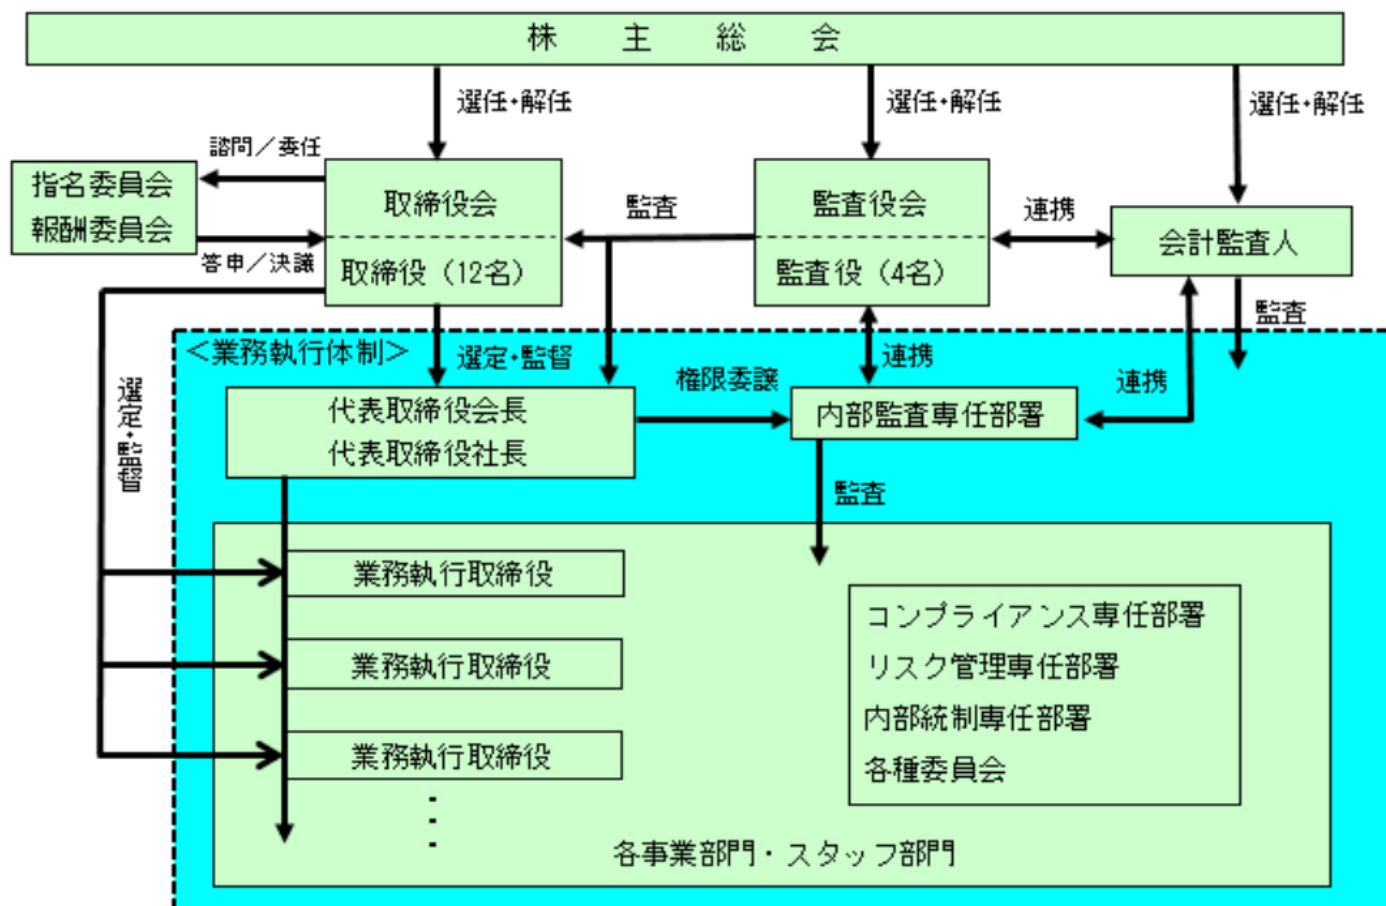 株主総会
選任・解任
選任・解任
選任・解任
諮問／委任
指名委員会
報酬委員会
答申／決議
取締役会
取締役（12名）
監査
監査役会
監査役（4名）
連携
会計監査人
監査
＜業務執行体制＞
選定・監督
選定・監督
連携
連携
代表取締役会長
代表取締役社長
権限委譲
内部監査専任部署
監査
業務執行取締役
業務執行取締役
業務執行取締役
・
・
・
コンプライアンス専任部署
リスク管理専任部署
内部統制専任部署
各種委員会
各事業部門・スタッフ部門